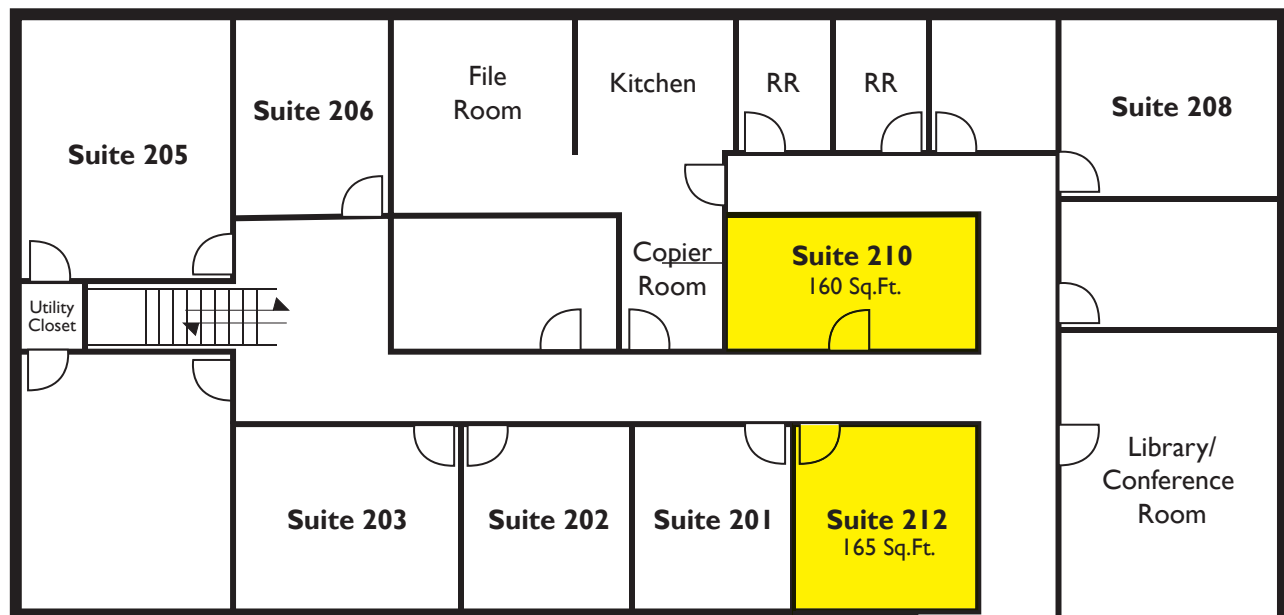 File
Room
Kitchen
RR
RR
Suite 206
Suite 208
Suite 205
Copier
Room
Suite 210
160 Sq.Ft.
Utility
Closet
Library/
Conference
Room
Suite 203
Suite 202
Suite 201
Suite 212
165 Sq.Ft.